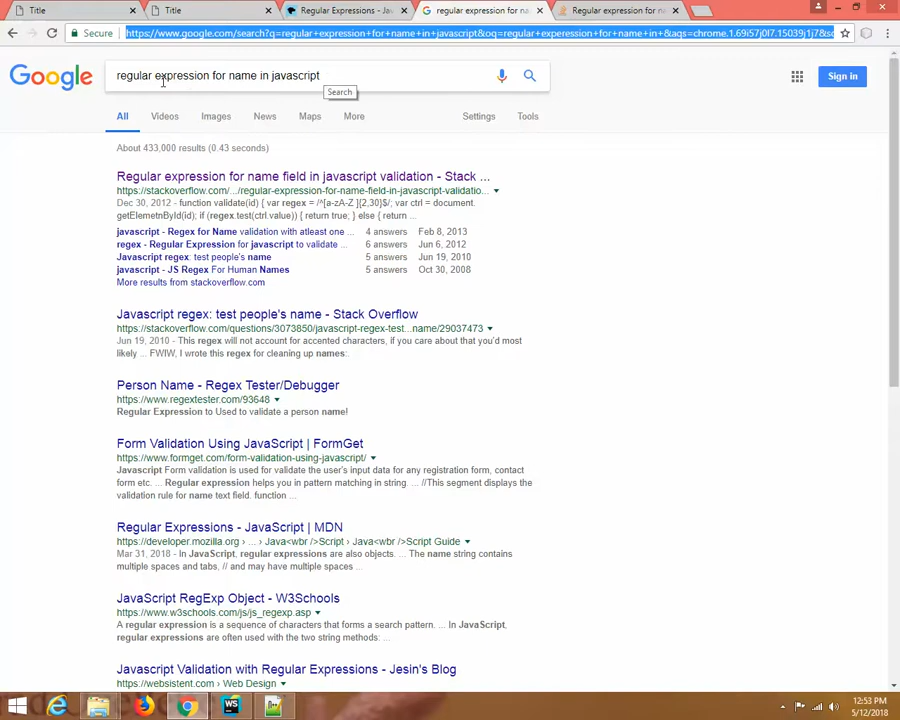 Title
Title
Regular Expressions - Jav
regular expression for na
Regular expression for na
Secure
https://www.google.com/search?q=regular+expression+for+name+in+javascript&oq=regular+experession+for+name+in+&aqs=chrome.1.69i57j0l7.15039j1j7&
Google
regular expression for name in javascript
Sign in
Search
All
Videos
Images
News
Maps
More
Settings
Tools
About 433,000 results (0.43 seconds)
Regular expression for name field in javascript validation - Stack ...
https://stackoverflow.com/.../regular-expression-for-name-field-in-javascript-validatio...
Dec 30, 2012 - function validate(id) { var regex = /^[a-zA-Z ]{2,30}$/; var ctrl = document.
getElemetnById(id); if (regex.test(ctrl.value)) { return true; } else { return ...
javascript - Regex for Name validation with atleast one ... 4 answers Feb 8, 2013
regex - Regular Expression for javascript to validate ... 6 answers Jun 6, 2012
Javascript regex: test people's name 5 answers Jun 19, 2010
javascript - JS Regex For Human Names 5 answers Oct 30, 2008
More results from stackoverflow.com
Javascript regex: test people's name - Stack Overflow
https://stackoverflow.com/questions/3073850/javascript-regex-test...name/29037473
Jun 19, 2010 - This regex will not account for accented characters, if you care about that you'd most
likely ... FWIW, I wrote this regex for cleaning up names:.
Person Name - Regex Tester/Debugger
https://www.regextester.com/93648
Regular Expression to Used to validate a person name!
Form Validation Using JavaScript | FormGet
https://www.formget.com/form-validation-using-javascript/
Javascript Form validation is used for validate the user's input data for any registration form, contact
form etc. ... Regular expression helps you in pattern matching in string. ... //This segment displays the
validation rule for name text field. function ...
Regular Expressions - JavaScript | MDN
https://developer.mozilla.org › ... › Java<wbr />Script › Java<wbr />Script Guide
Mar 31, 2018 - In JavaScript, regular expressions are also objects. ... The name string contains
multiple spaces and tabs, // and may have multiple spaces ...
JavaScript RegExp Object - W3Schools
https://www.w3schools.com/js/js_regexp.asp
A regular expression is a sequence of characters that forms a search pattern. ... In JavaScript,
regular expressions are often used with the two string methods: ...
Javascript Validation with Regular Expressions - Jesin's Blog
https://websistent.com › Web Design
WS
12:53 PM
5/12/2018